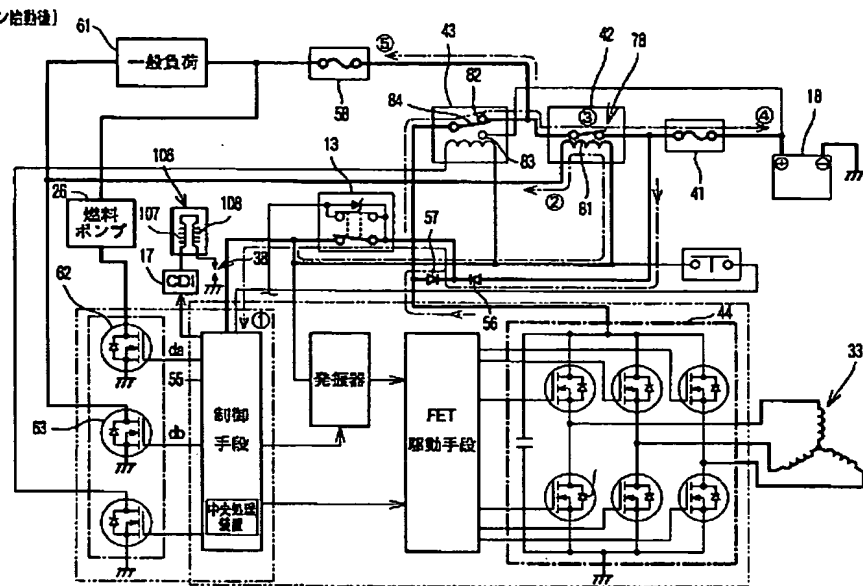 ン始動後〕
61
一般負荷
⑤
58
43
82
84
83
42
78
③
81
②
④
41
18
⊕
⊖
26
燃料
ポンプ
106
107
108
17
CDI
38
13
57
56
①
44
33
62
da
55
63
db
制御
手段
中央処理
装置
発振器
FET
駆動手段